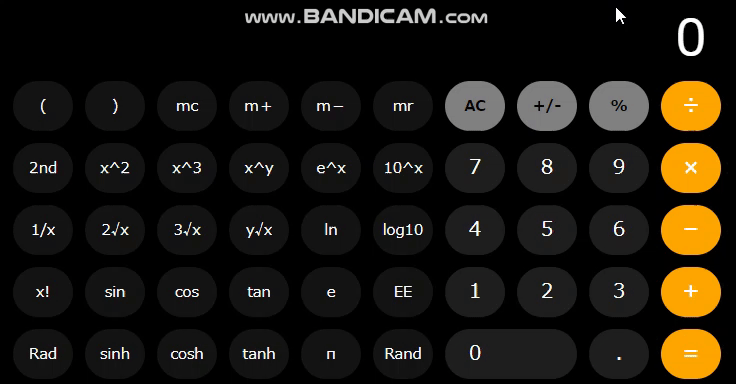 www.BANDICAM.com
0
( ) mc m+ m− mr AC +/- % ÷
2nd x^2 x^3 x^y e^x 10^x 7 8 9 ×
1/x 2√x 3√x y√x ln log10 4 5 6 −
x! sin cos tan e EE 1 2 3 +
Rad sinh cosh tanh п Rand 0 . =